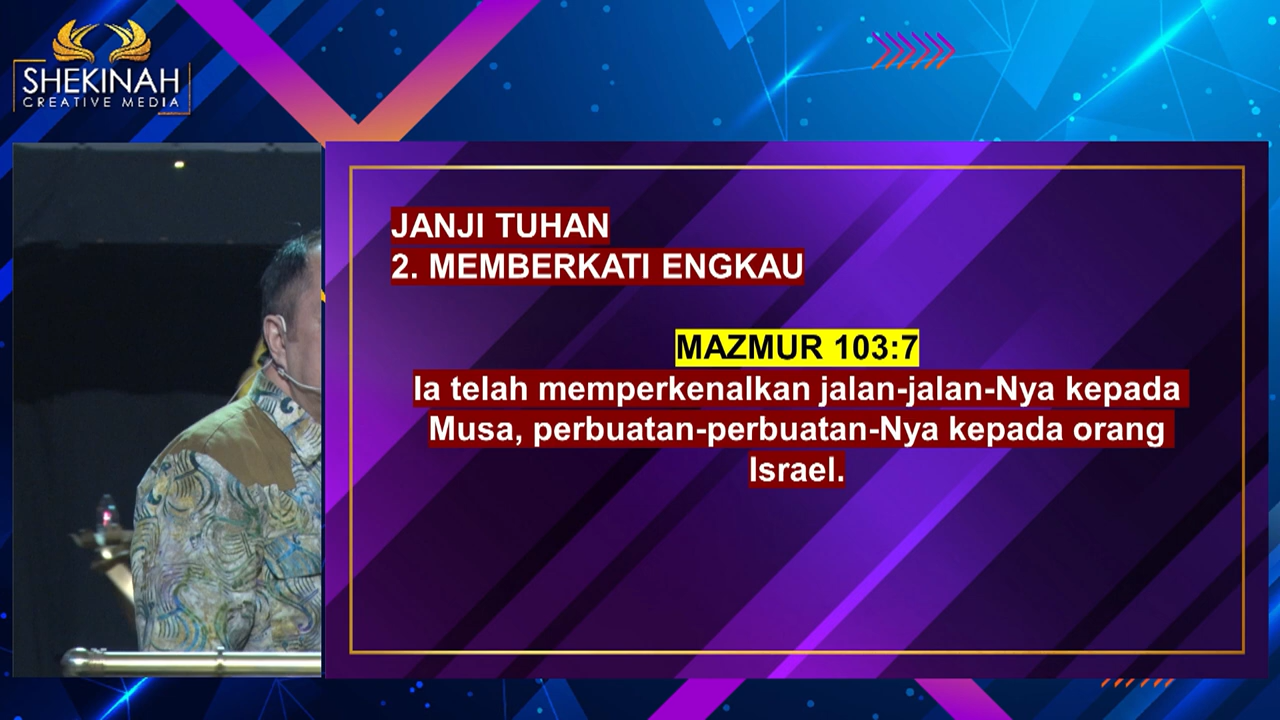 SHEKINAH
CREATIVE MEDIA
JANJI TUHAN
2. MEMBERKATI ENGKAU
MAZMUR 103:7
Ia telah memperkenalkan jalan-jalan-Nya kepada
Musa, perbuatan-perbuatan-Nya kepada orang
Israel.